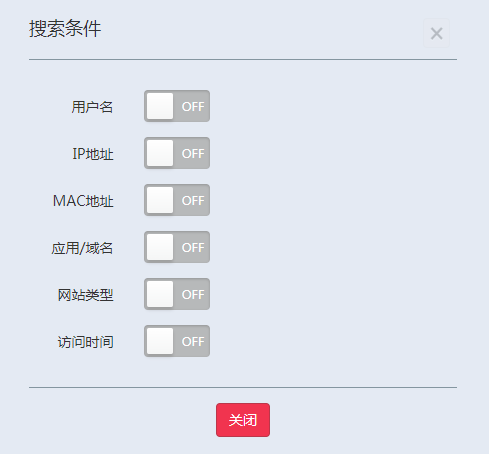 搜索条件
用户名 OFF
IP地址 OFF
MAC地址 OFF
应用/域名 OFF
网站类型 OFF
访问时间 OFF
关闭